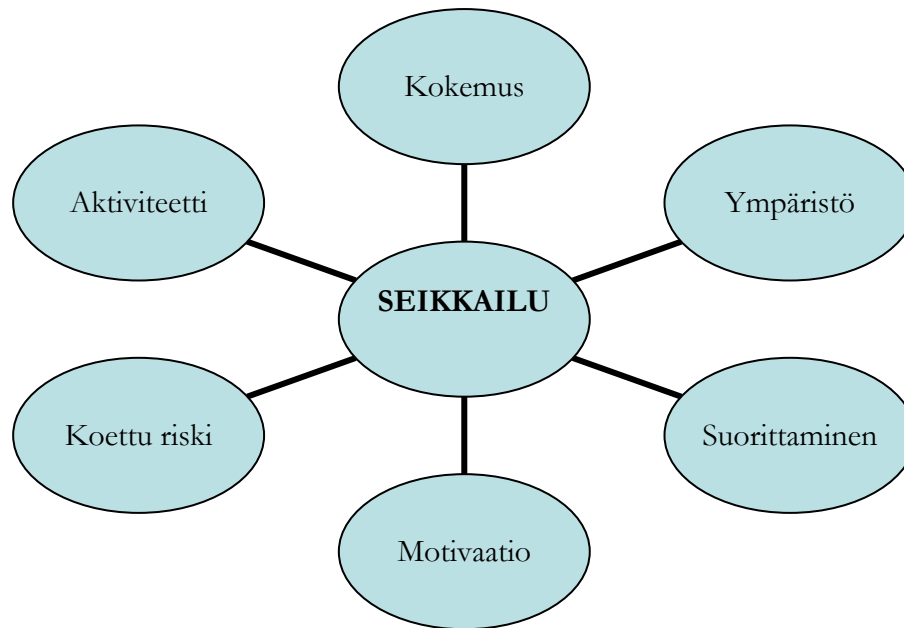 Kokemus
Aktiviteetti
Ympäristö
SEIKKAILU
Koettu riski
Suorittaminen
Motivaatio